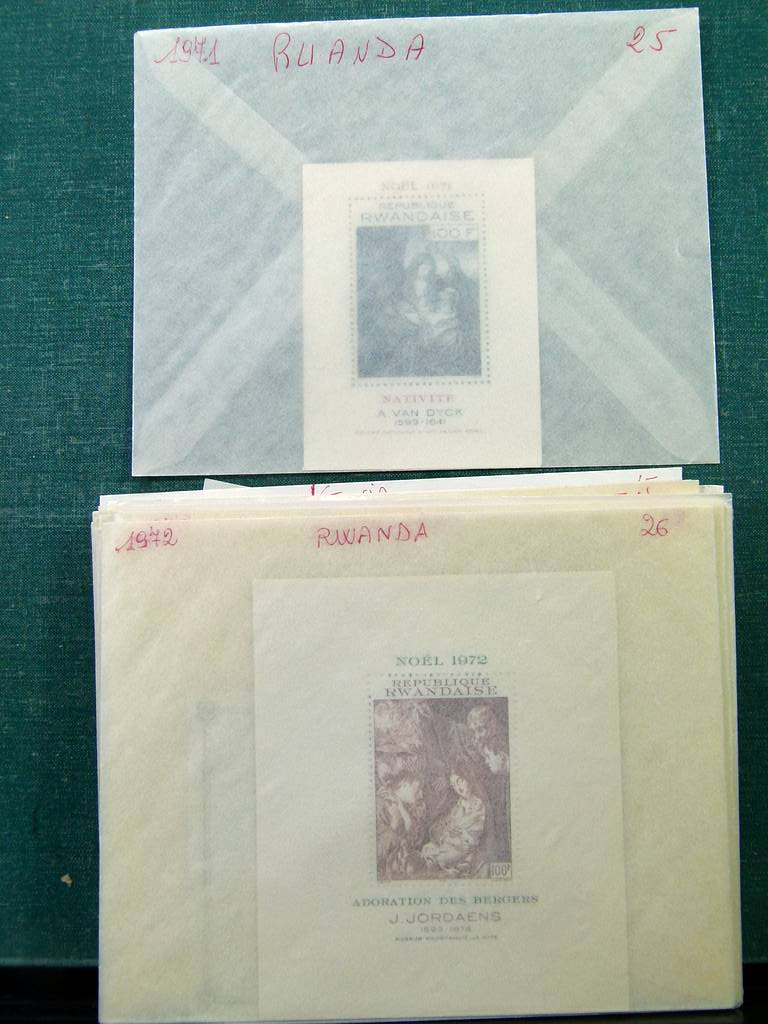 1971 RUANDA 25
NOËL 1971
REPUBLIQUE
RWANDAISE
100 F
NATIVITE
A. VAN DYCK
1599-1641
1972 RWANDA 26
NOËL 1972
REPUBLIQUE
RWANDAISE
100F
ADORATION DES BERGERS
J. JORDAENS
1593-1678